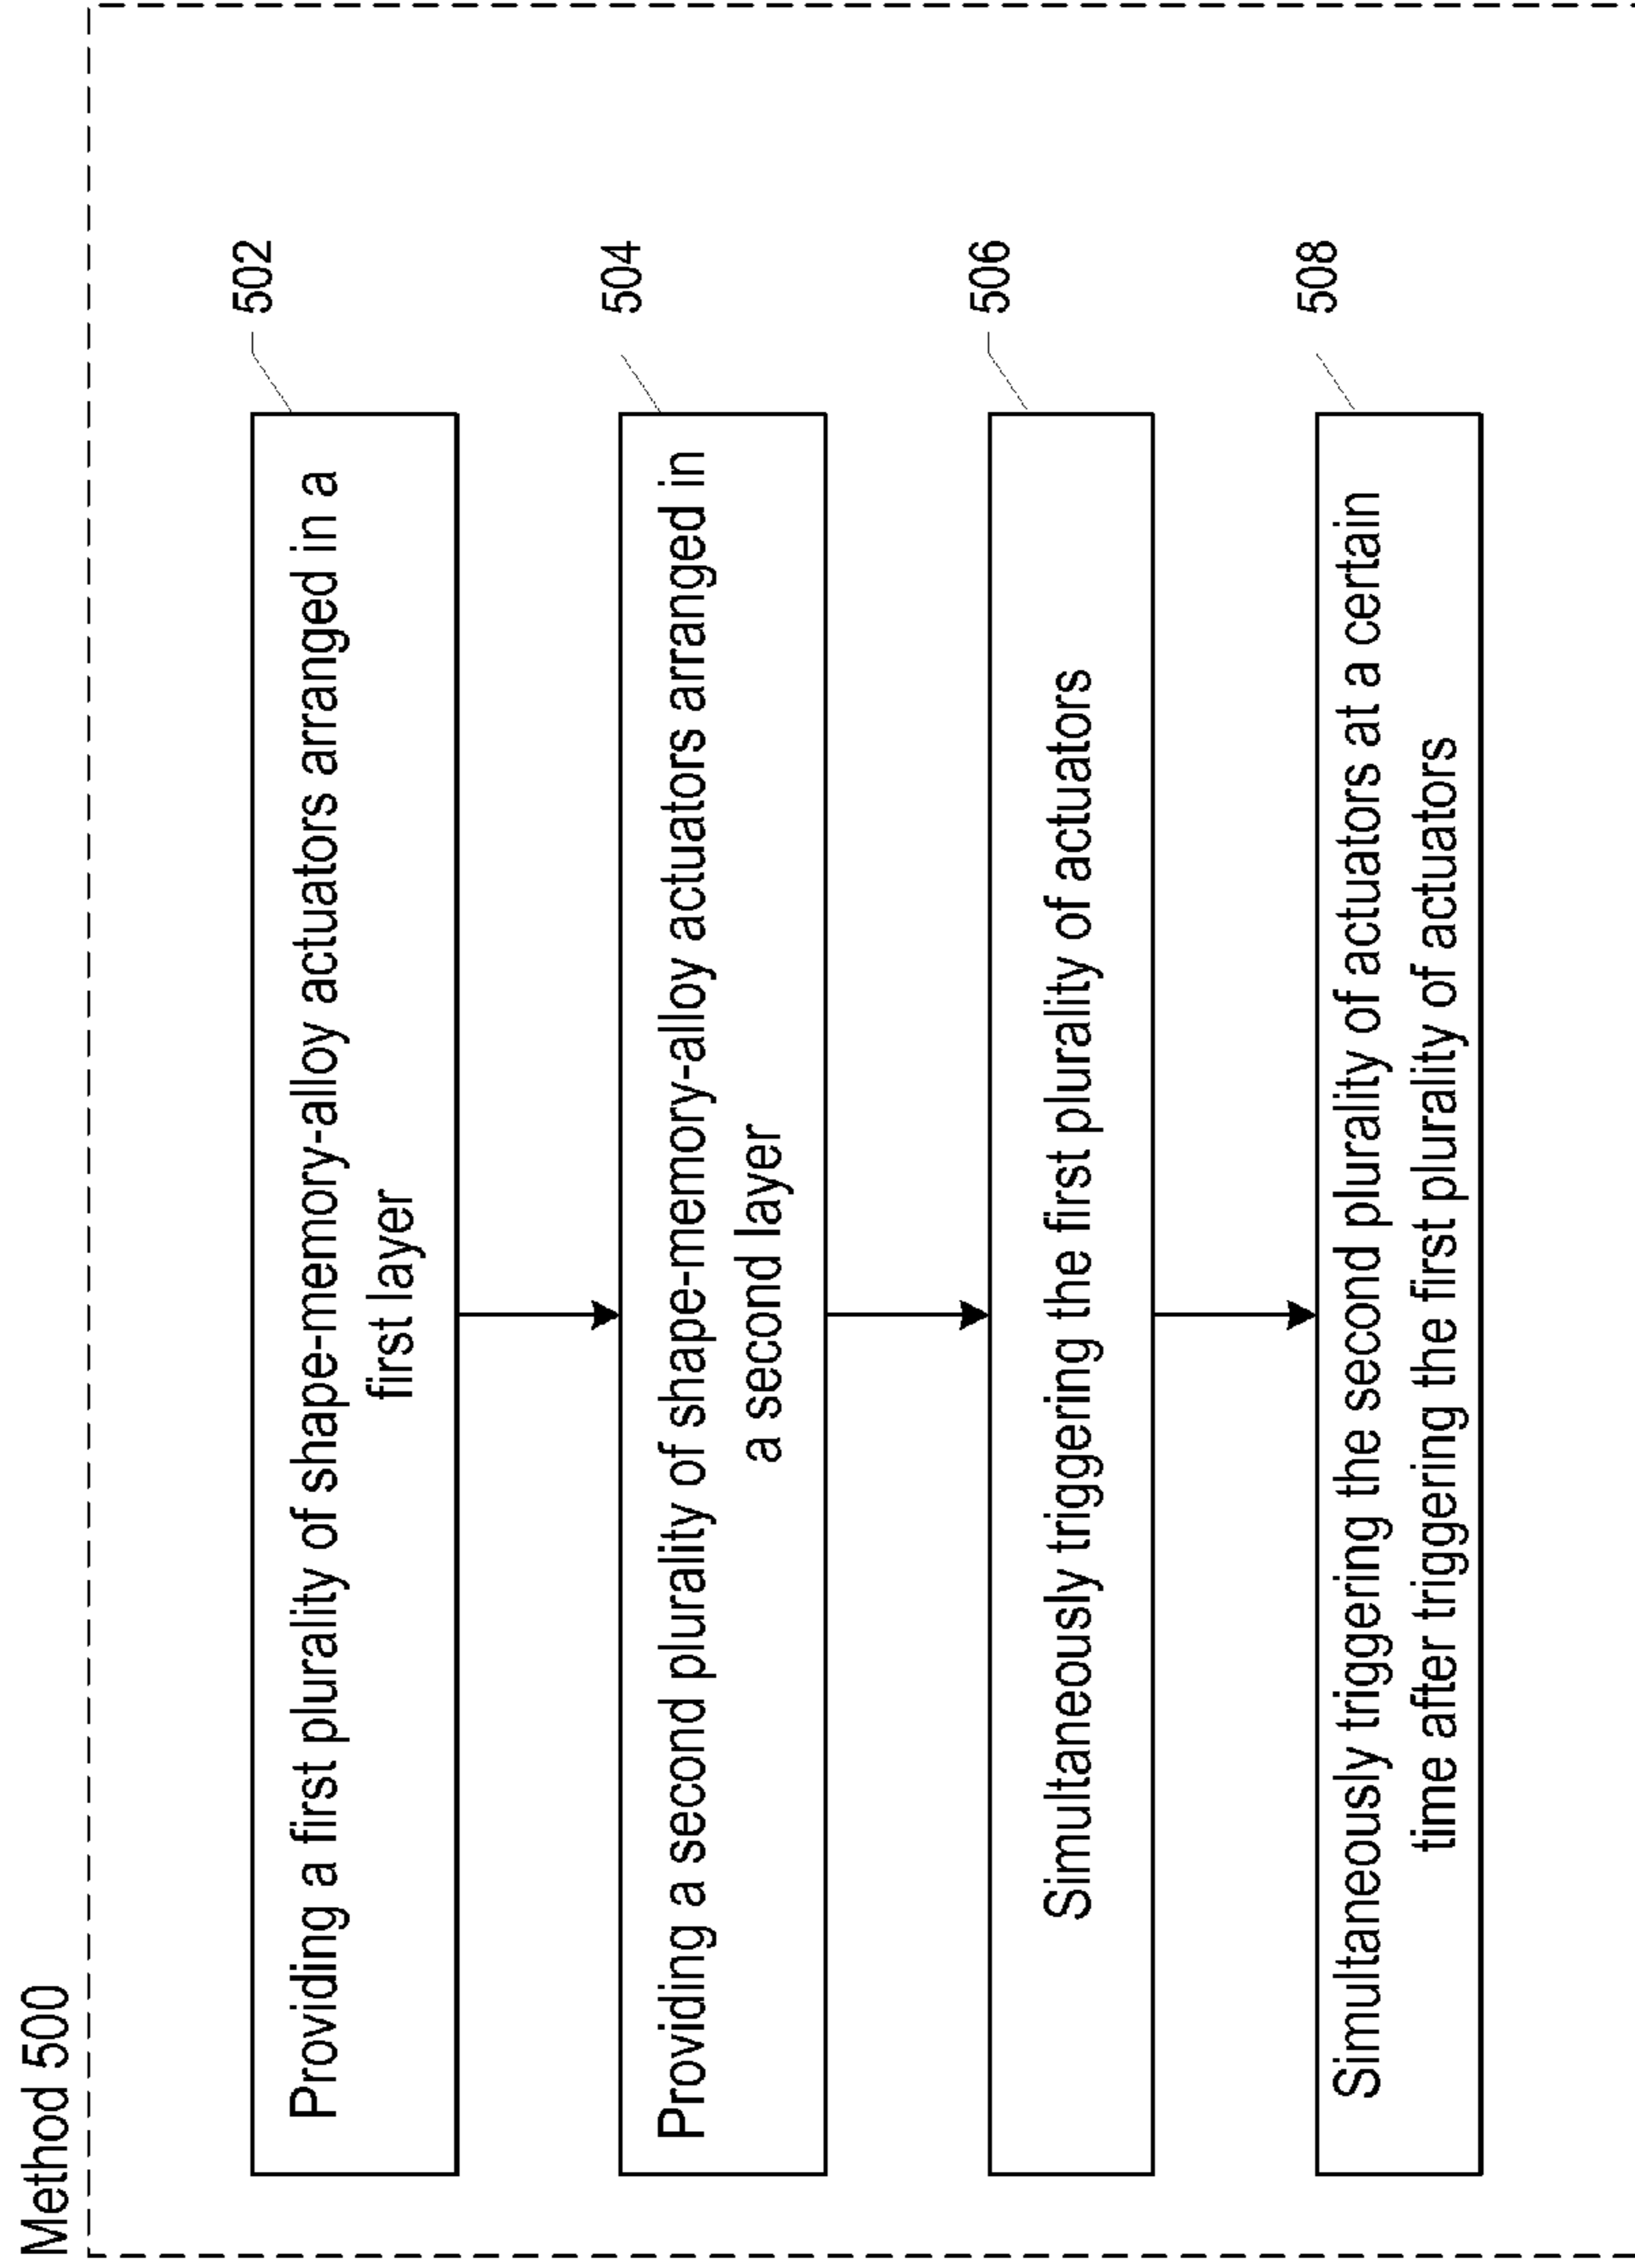 Method 500
502
Providing a first plurality of shape-memory-alloy actuators arranged in a
first layer
504
Providing a second plurality of shape-memory-alloy actuators arranged in
a second layer
506
Simultaneously triggering the first plurality of actuators
508
Simultaneously triggering the second plurality of actuators at a certain
time after triggering the first plurality of actuators